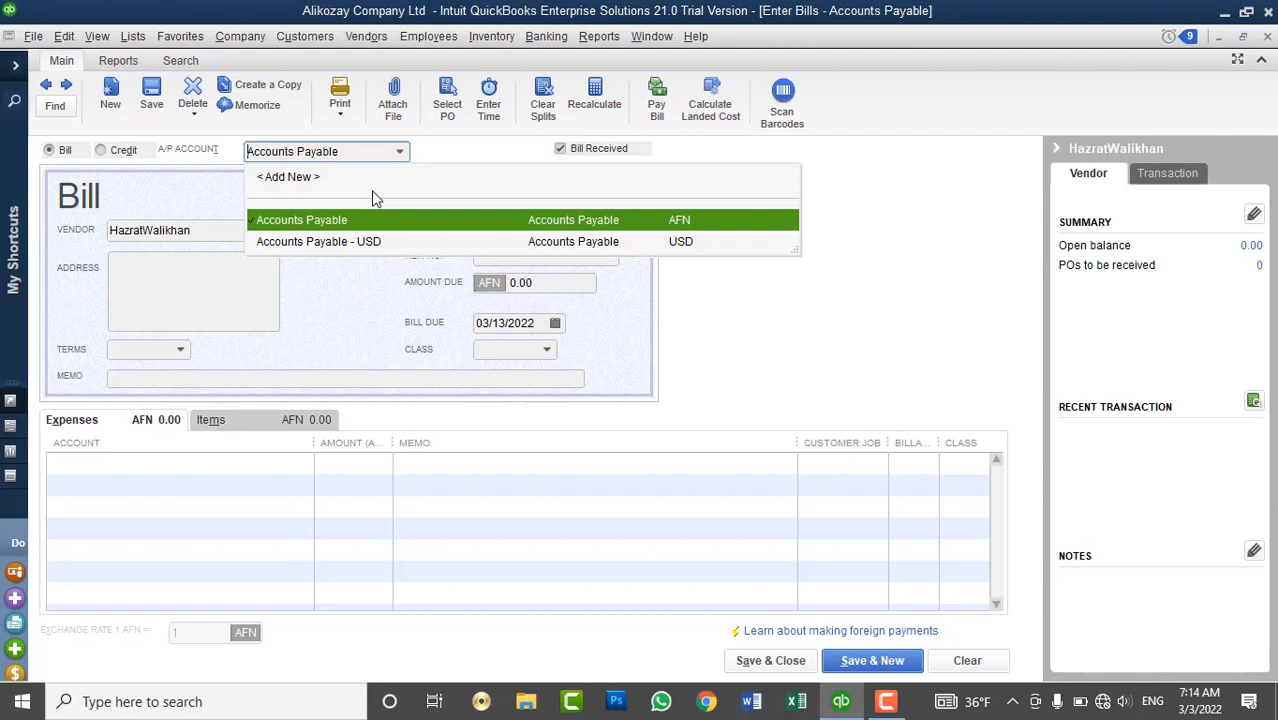 Alikozay Company Ltd - Intuit QuickBooks Enterprise Solutions 21.0 Trial Version - [Enter Bills - Accounts Payable]
File Edit View Lists Favorites Company Customers Vendors Employees Inventory Banking Reports Window Help 9
Main Reports Search
Find New Save Delete Create a Copy Memorize Print Attach File Select PO Enter Time Clear Splits Recalculate Pay Bill Calculate Landed Cost Scan Barcodes
Bill Credit A/P ACCOUNT Accounts Payable Bill Received
< Add New >
Accounts Payable Accounts Payable AFN
Accounts Payable - USD Accounts Payable USD
Bill
VENDOR HazratWalikhan
ADDRESS
AMOUNT DUE AFN 0.00
BILL DUE 03/13/2022
TERMS CLASS
MEMO
Expenses AFN 0.00 Items AFN 0.00
ACCOUNT AMOUNT (A... MEMO CUSTOMER:JOB BILLA... CLASS
EXCHANGE RATE 1 AFN = 1 AFN
Learn about making foreign payments
Save & Close Save & New Clear
HazratWalikhan
Vendor Transaction
SUMMARY
Open balance 0.00
POs to be received 0
RECENT TRANSACTION
NOTES
My Shortcuts
Do
Type here to search
36°F ENG 7:14 AM
3/3/2022